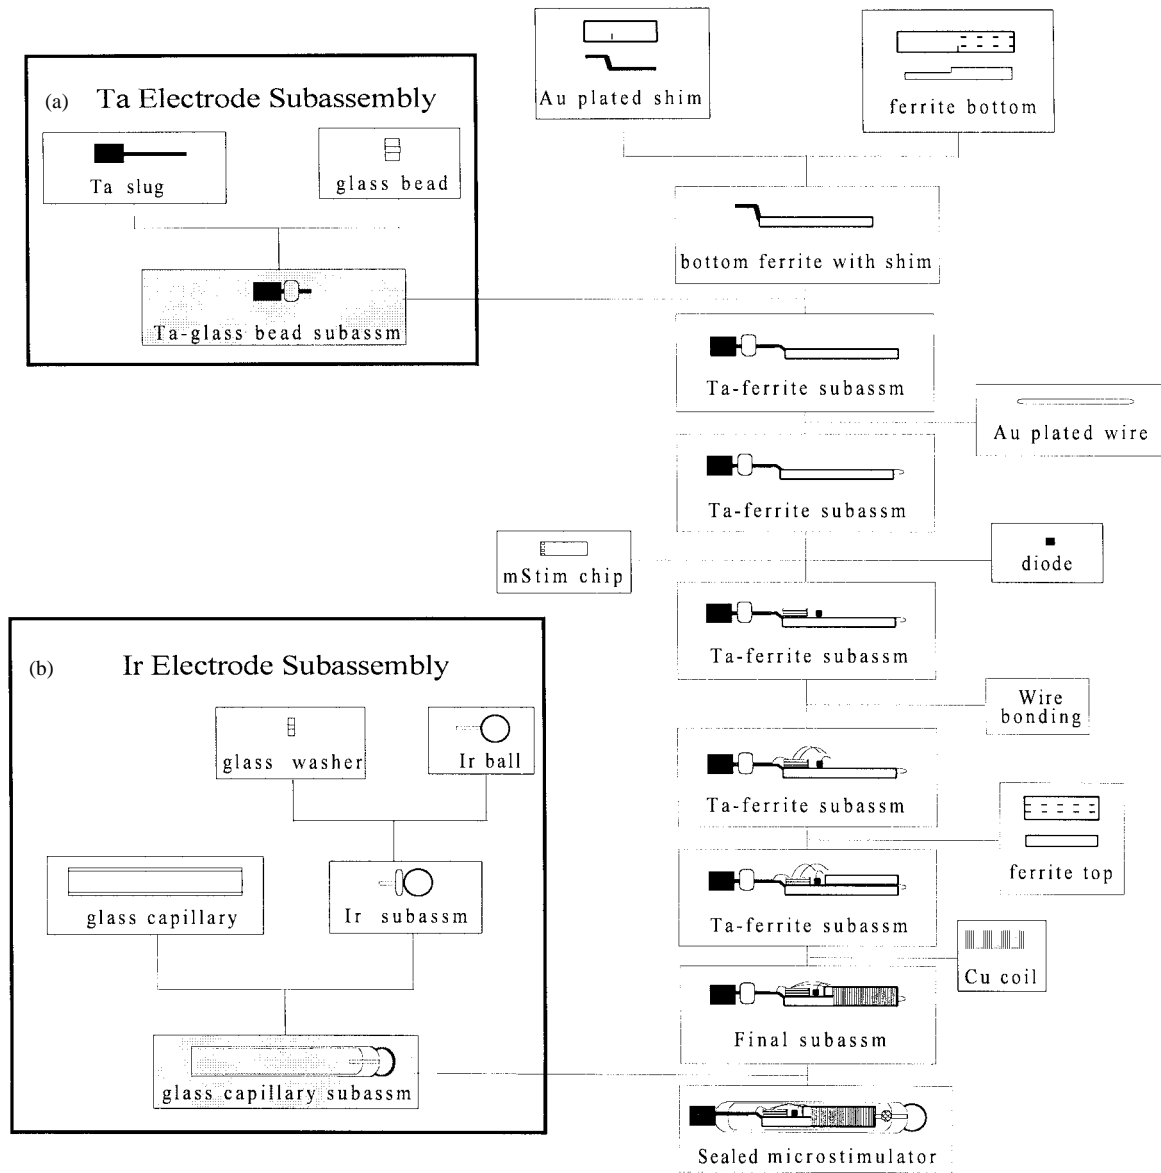 (a) Ta Electrode Subassembly
Ta slug
glass bead
Ta-glass bead subassm
Au plated shim
ferrite bottom
bottom ferrite with shim
Ta-ferrite subassm
Au plated wire
Ta-ferrite subassm
mStim chip
diode
Ta-ferrite subassm
Wire
bonding
Ta-ferrite subassm
ferrite top
Ta-ferrite subassm
Cu coil
Final subassm
Sealed microstimulator
(b) Ir Electrode Subassembly
glass washer
Ir ball
glass capillary
Ir subassm
glass capillary subassm